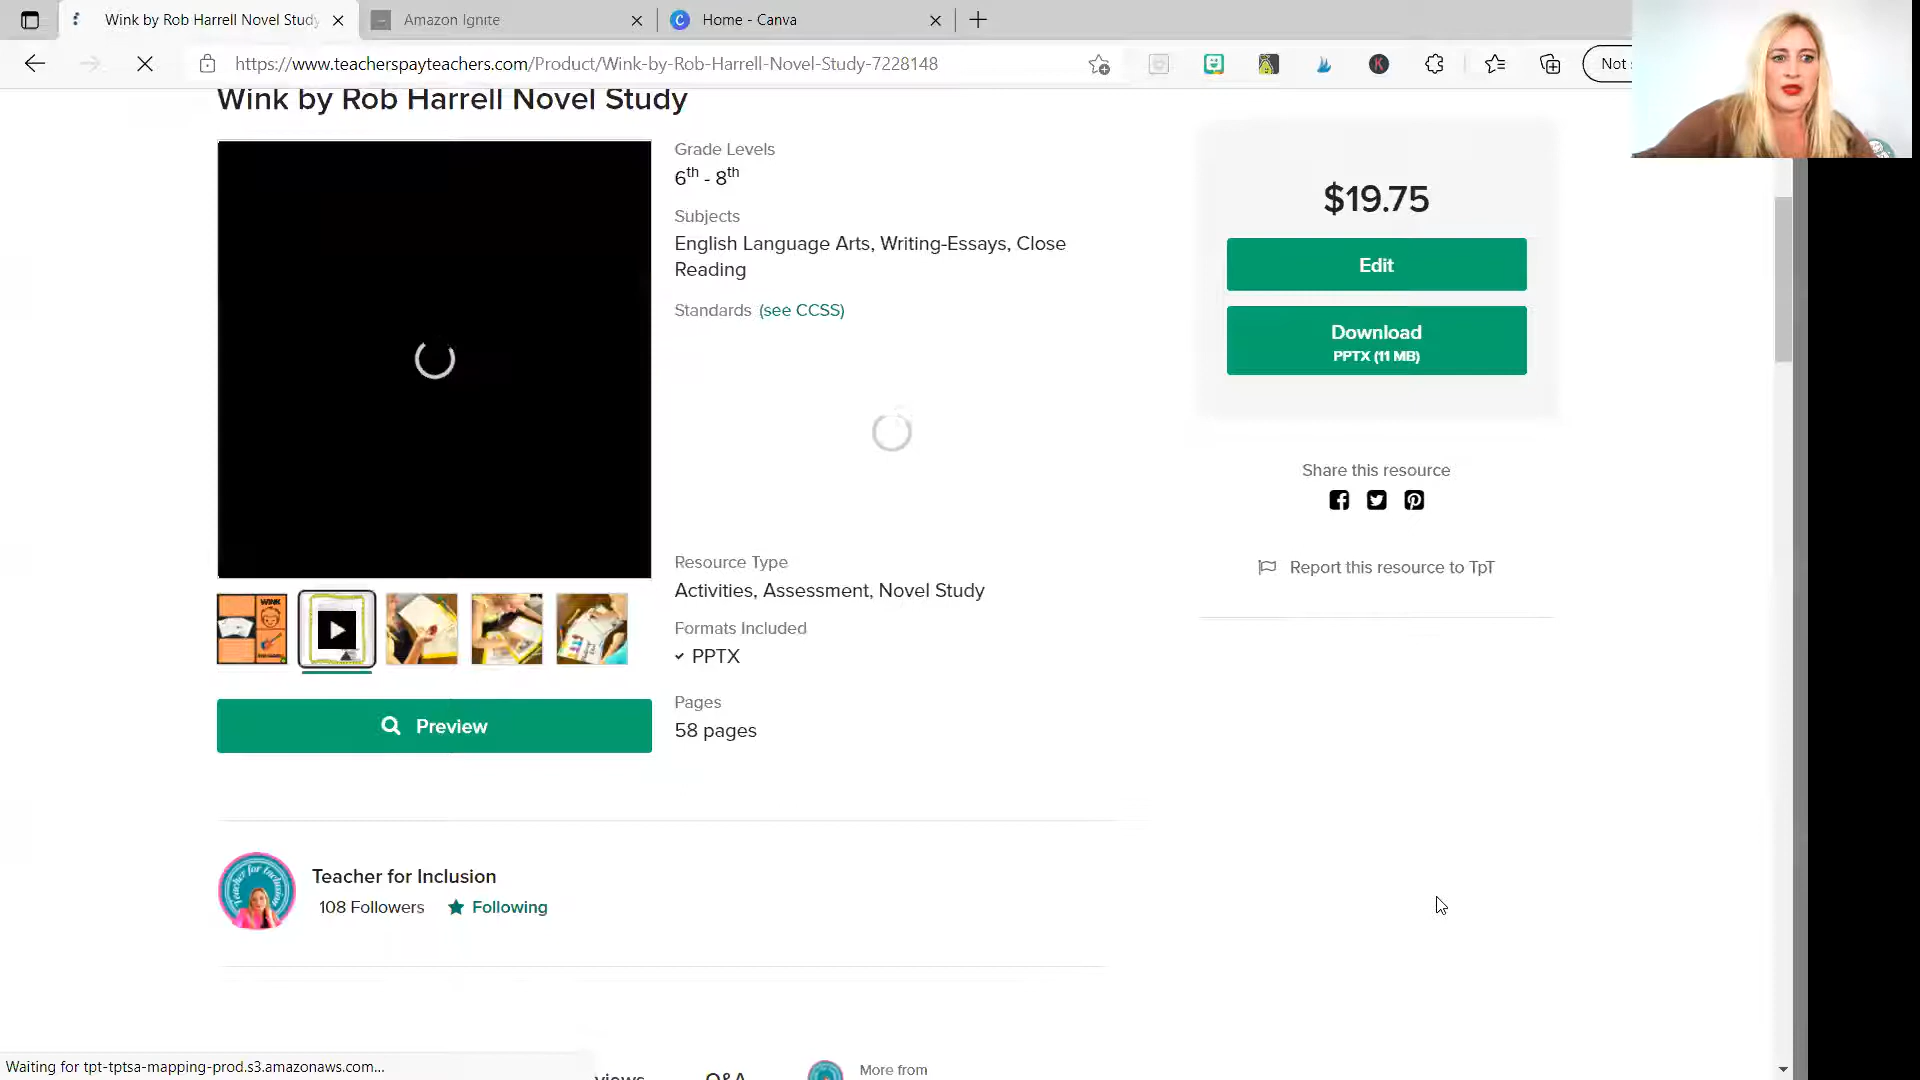 Wink by Rob Harrell Novel Study
Amazon Ignite
Home - Canva
https://www.teacherspayteachers.com/Product/Wink-by-Rob-Harrell-Novel-Study-7228148
Not
Wink by Rob Harrell Novel Study
Grade Levels
6th - 8th
Subjects
English Language Arts, Writing-Essays, Close
Reading
Standards (see CCSS)
$19.75
Edit
Download
PPTX (11 MB)
Share this resource
Report this resource to TpT
Resource Type
Activities, Assessment, Novel Study
Formats Included
PPTX
Pages
58 pages
WINK
Preview
Teacher for Inclusion
Teacher for Inclusion
108 Followers
Following
Q&A
More from
Waiting for tpt-tptsa-mapping-prod.s3.amazonaws.com...